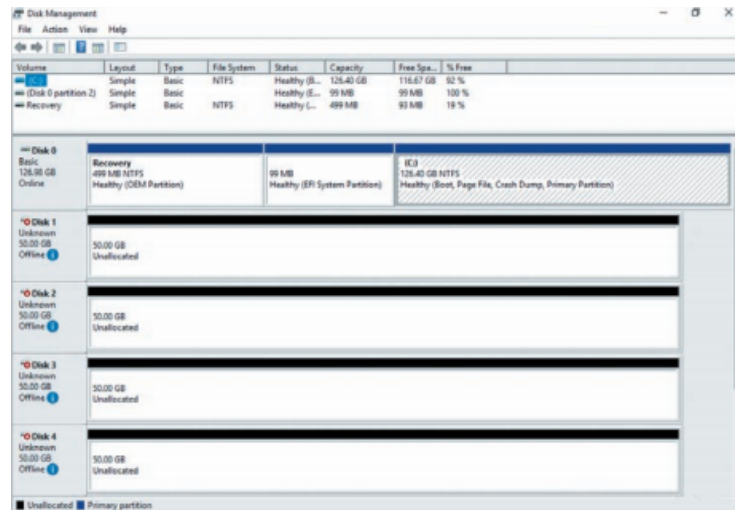 Disk Management
File Action View Help
Volume Layout Type File System Status Capacity Free Spa... % Free
(C:) Simple Basic NTFS Healthy (B... 126.40 GB 116.67 GB 92 %
(Disk 0 partition 2) Simple Basic Healthy (E... 99 MB 99 MB 100 %
Recovery Simple Basic NTFS Healthy (... 499 MB 93 MB 19 %
Disk 0
Basic
126.98 GB
Online
Recovery
499 MB NTFS
Healthy (OEM Partition)
99 MB
Healthy (EFI System Partition)
(C:)
126.40 GB NTFS
Healthy (Boot, Page File, Crash Dump, Primary Partition)
Disk 1
Unknown
50.00 GB
Offline
50.00 GB
Unallocated
Disk 2
Unknown
50.00 GB
Offline
50.00 GB
Unallocated
Disk 3
Unknown
50.00 GB
Offline
50.00 GB
Unallocated
Disk 4
Unknown
50.00 GB
Offline
50.00 GB
Unallocated
Unallocated Primary partition